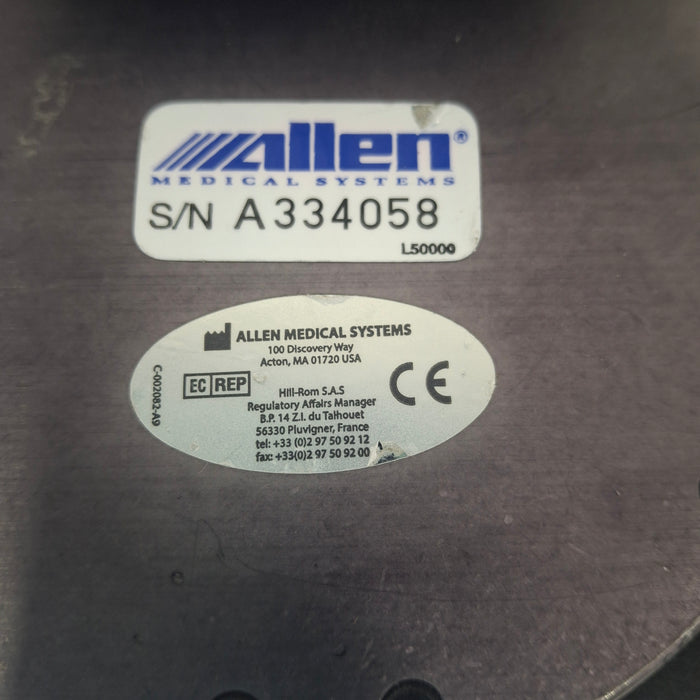 Allen®
MEDICAL SYSTEMS
S/N A334058
L50000
ALLEN MEDICAL SYSTEMS
100 Discovery Way
Acton, MA 01720 USA
EC REP
Hill-Rom S.A.S
Regulatory Affairs Manager
B.P. 14 Z.I. du Talhouet
56330 Pluvigner, France
tel: +33 (0)2 97 50 92 12
fax: +33(0)2 97 50 92 00
CE
C-002082-A9